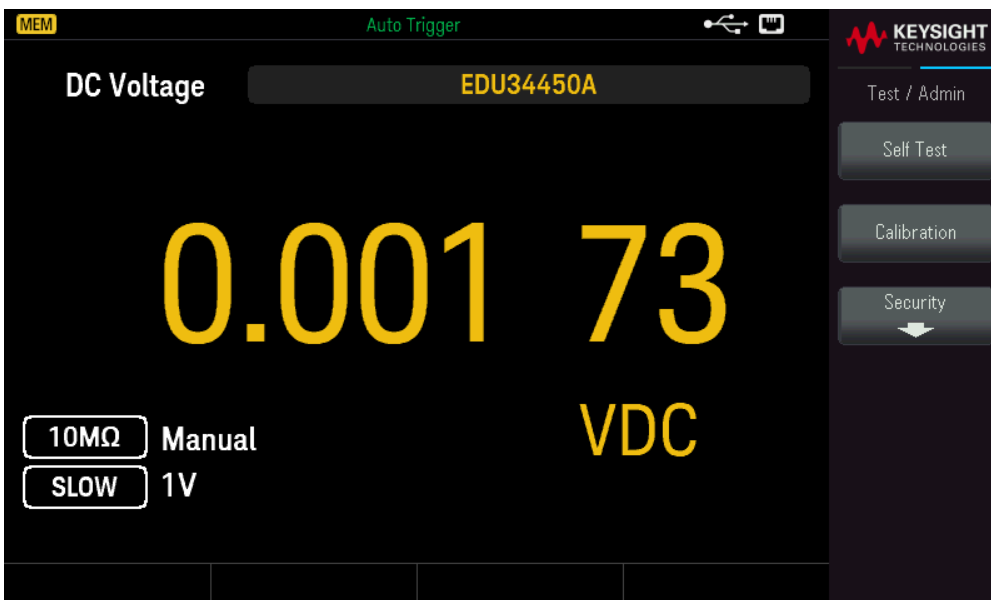 MEM
Auto Trigger
KEYSIGHT
TECHNOLOGIES
DC Voltage
EDU34450A
Test / Admin
Self Test
0.001 73
Calibration
Security
VDC
10MΩ Manual
SLOW 1V